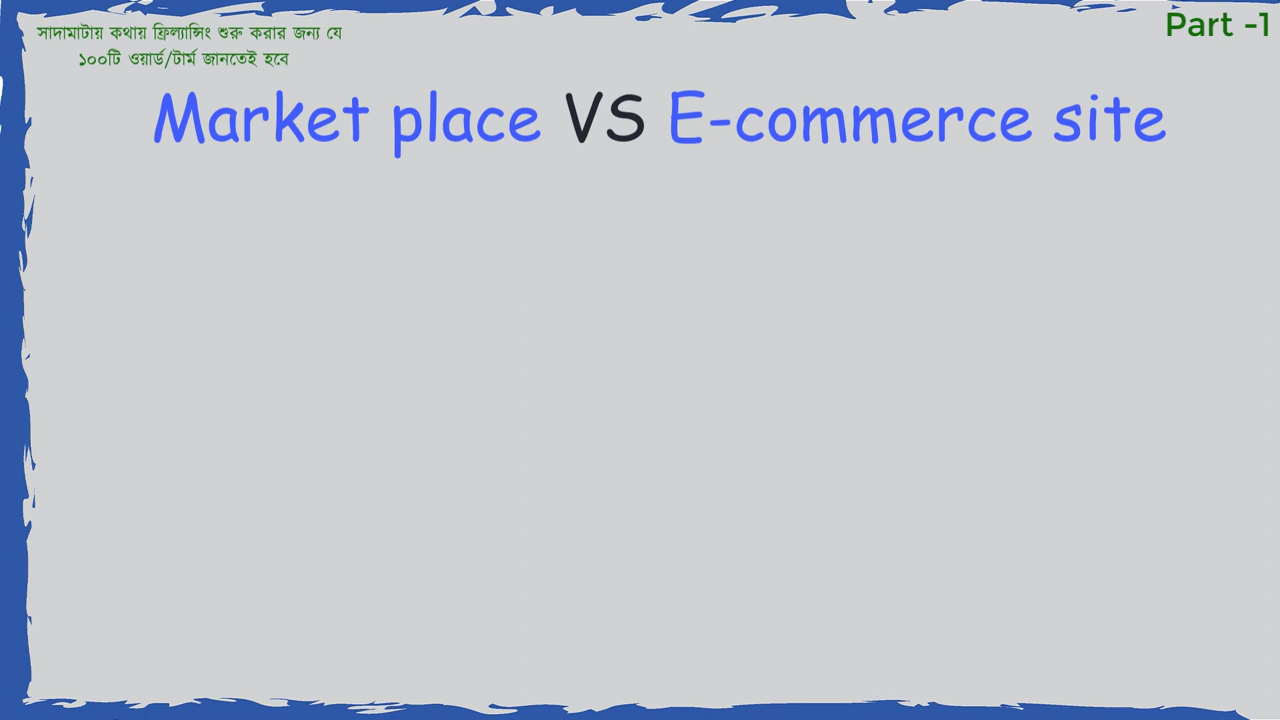 সাদামাটায় কথায় ফ্রিল্যান্সিং শুরু করার জন্য যে
১০০টি ওয়ার্ড/টার্ম জানতেই হবে
Part -1
Market place VS E-commerce site